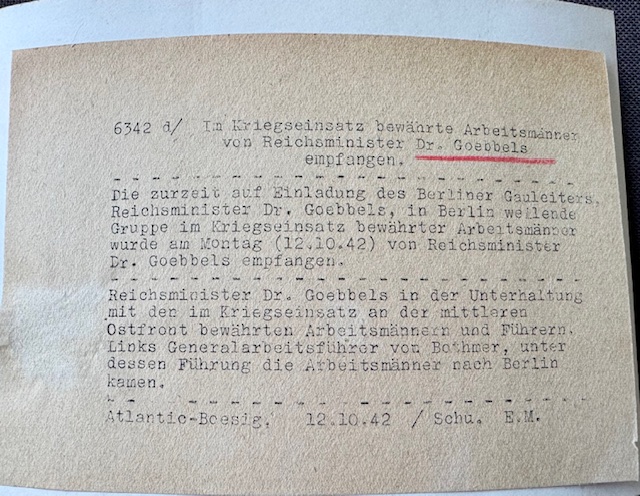 6342 d/ Im Kriegseinsatz bewährte Arbeitsmänner
von Reichsminister Dr. Goebbels
empfangen.
- - - - - - - - - - - - - - - - - - - - - - - -
Die zurzeit auf Einladung des Berliner Gauleiters,
Reichsminister Dr. Goebbels, in Berlin weilende
Gruppe im Kriegseinsatz bewährter Arbeitsmänner
wurde am Montag (12.10.42) von Reichsminister
Dr. Goebbels empfangen.
- - - - - - - - - - - - - - - - - - - - - - - -
Reichsminister Dr. Goebbels in der Unterhaltung
mit den im Kriegseinsatz an der mittleren
Ostfront bewährten Arbeitsmännern und Führern.
Links Generalarbeitsführer von Bothmer, unter
dessen Führung die Arbeitsmänner nach Berlin
kamen.
- - - - - - - - - - - - - - - - - - - - - - - -
Atlantic-Boesig. 12.10.42 / Schü. E.M.